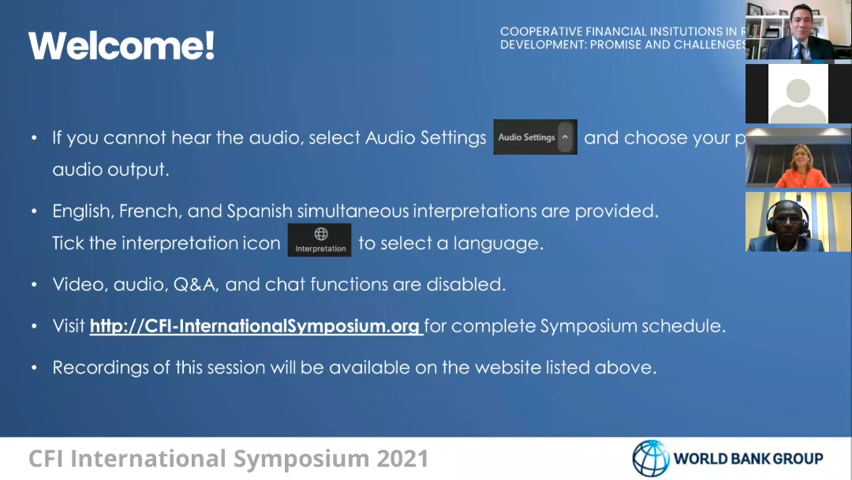 Welcome!
COOPERATIVE FINANCIAL INSITUTIONS IN
DEVELOPMENT: PROMISE AND CHALLENGES
• If you cannot hear the audio, select Audio Settings Audio Settings and choose your
audio output.
• English, French, and Spanish simultaneous interpretations are provided.
Tick the interpretation icon Interpretation to select a language.
• Video, audio, Q&A, and chat functions are disabled.
• Visit http://CFI-InternationalSymposium.org for complete Symposium schedule.
• Recordings of this session will be available on the website listed above.
CFI International Symposium 2021
WORLD BANK GROUP